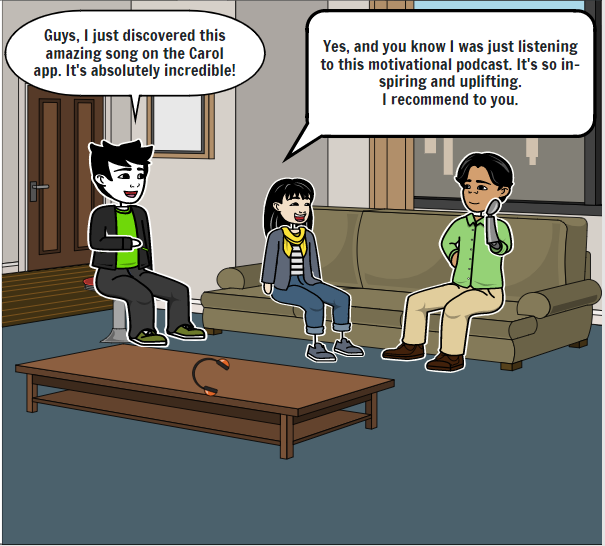 Guys, I just discovered this
amazing song on the Carol
app. It's absolutely incredible!
Yes, and you know I was just listening
to this motivational podcast. It's so in-
spiring and uplifting.
I recommend to you.